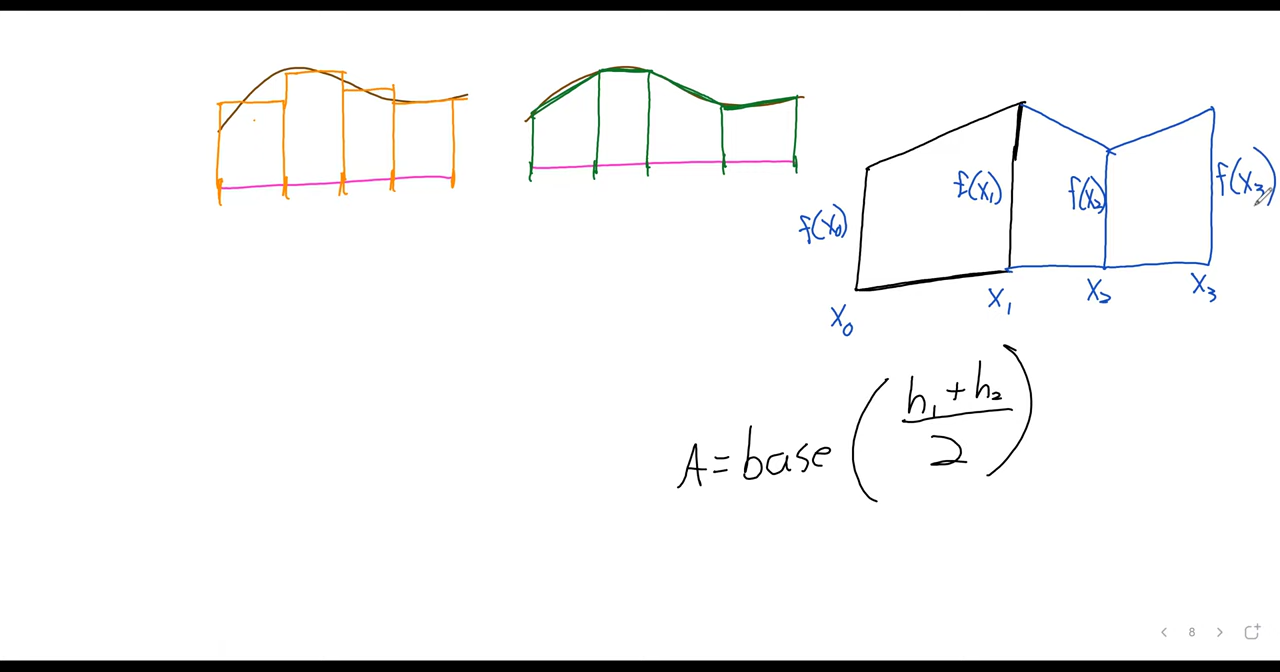 f(x₀) f(x₁) f(x₂) f(x₃)
x₀ x₁ x₂ x₃
A = base ( (h₁ + h₂) / 2 )
8